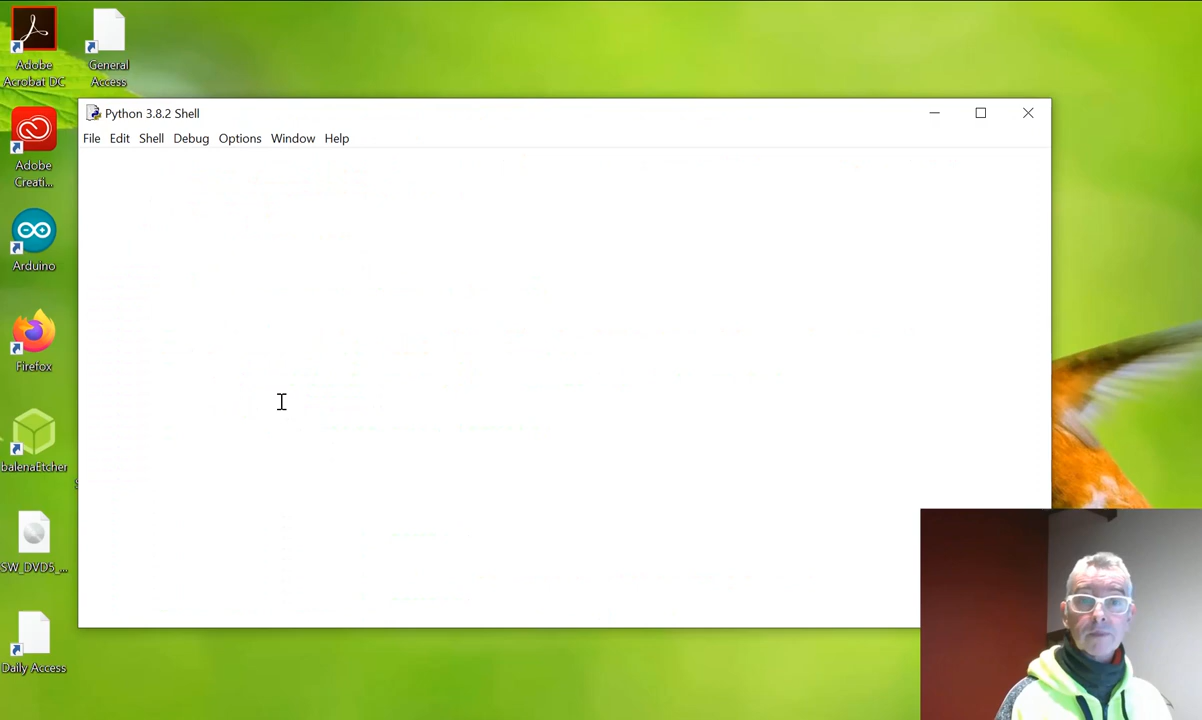 Adobe
Acrobat DC
General
Access
Adobe
Creati...
Arduino
Firefox
balenaEtcher
SW_DVD5_...
Daily Access
Python 3.8.2 Shell
File Edit Shell Debug Options Window Help